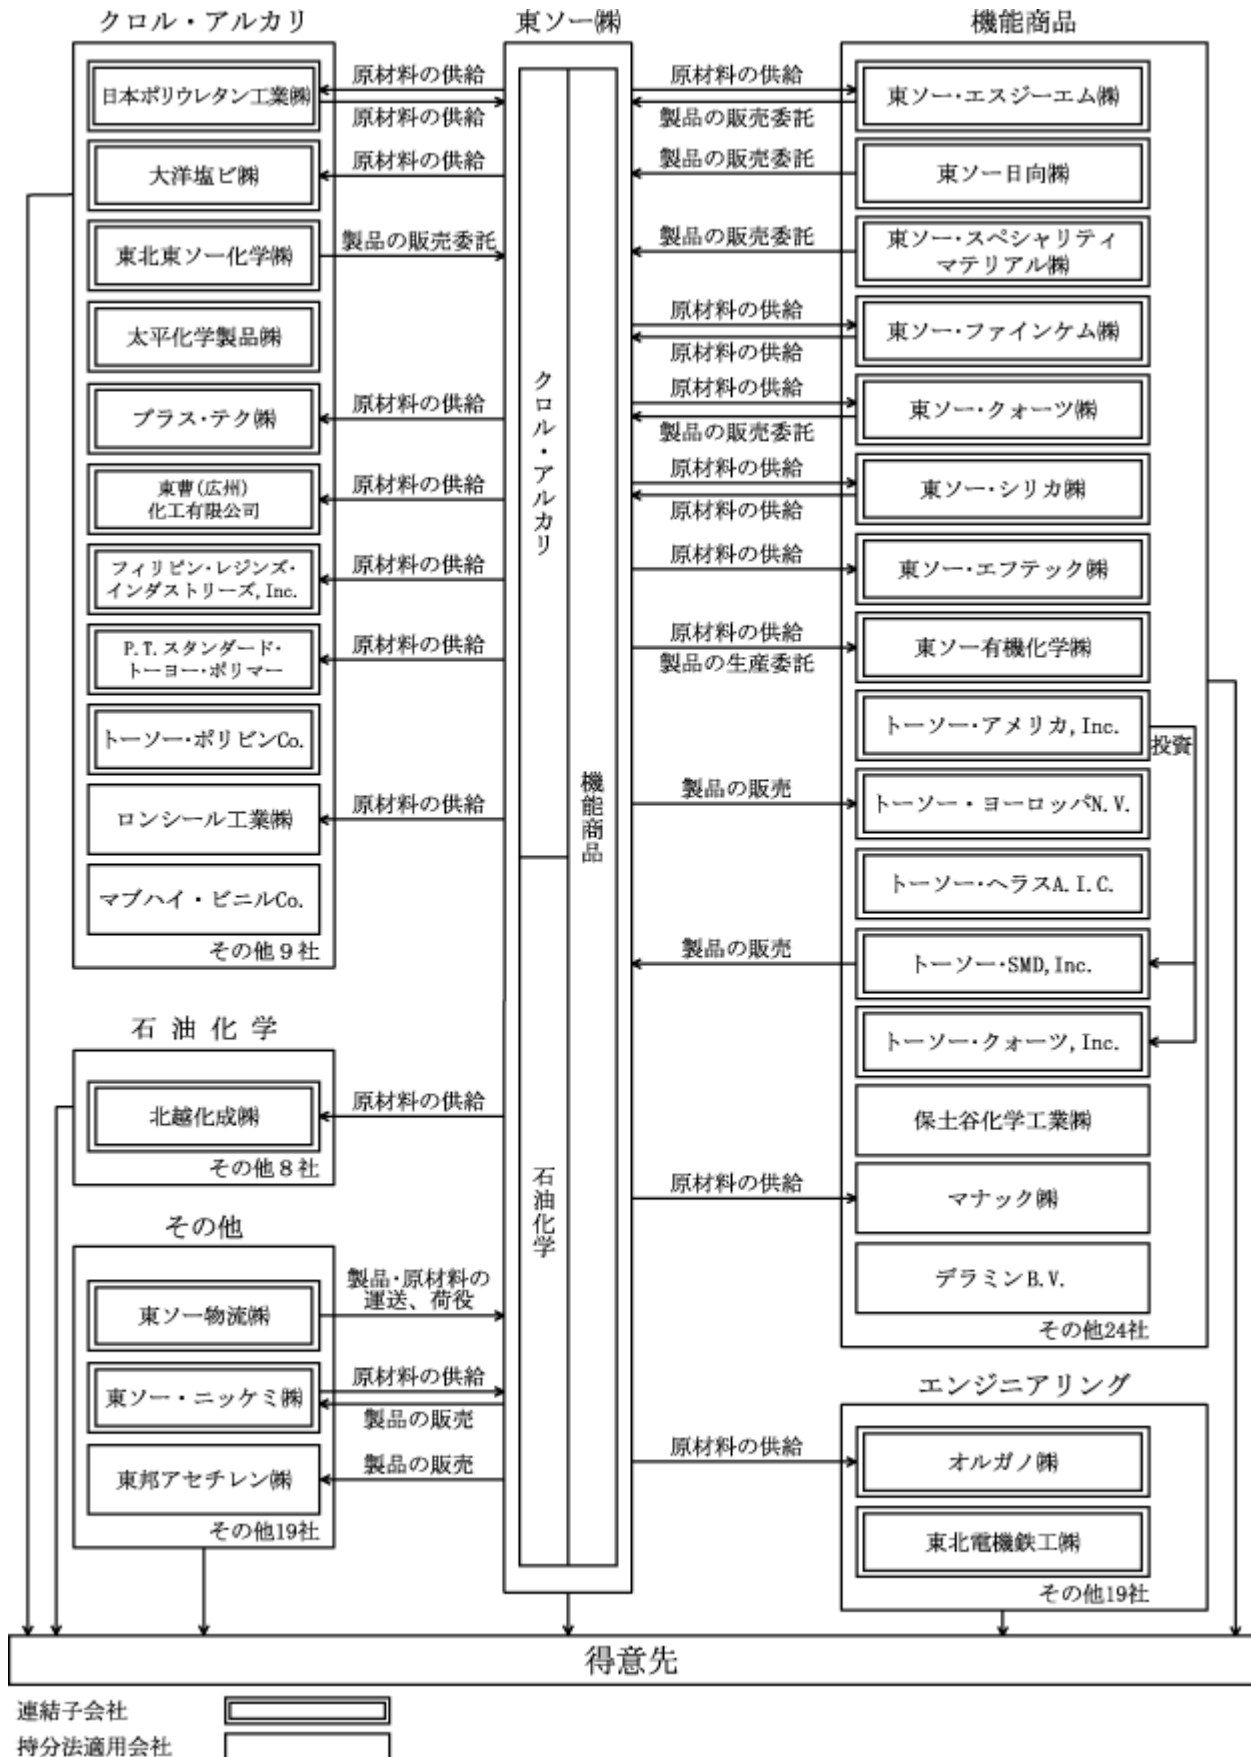 クロル・アルカリ
日本ポリウレタン工業㈱
大洋塩ビ㈱
東北東ソー化学㈱
太平化学製品㈱
プラス・テク㈱
東曹(広州)
化工有限公司
フィリピン・レジンズ・
インダストリーズ,Inc.
P.T.スタンダード・
トーヨー・ポリマー
トーソー・ポリビンCo.
ロンシール工業㈱
マブハイ・ビニルCo.
その他9社
石油化学
北越化成㈱
その他8社
その他
東ソー物流㈱
東ソー・ニッケミ㈱
東邦アセチレン㈱
その他19社
原材料の供給
原材料の供給
原材料の供給
製品の販売委託
原材料の供給
原材料の供給
原材料の供給
原材料の供給
原材料の供給
原材料の供給
製品・原材料の
運送、荷役
原材料の供給
製品の販売
製品の販売
東ソー㈱
クロル・アルカリ
石油化学
機能商品
原材料の供給
製品の販売委託
製品の販売委託
製品の販売委託
原材料の供給
原材料の供給
原材料の供給
製品の販売委託
原材料の供給
原材料の供給
原材料の供給
原材料の供給
製品の生産委託
製品の販売
製品の販売
原材料の供給
原材料の供給
機能商品
東ソー・エスジーエム㈱
東ソー日向㈱
東ソー・スペシャリティ
マテリアル㈱
東ソー・ファインケム㈱
東ソー・クォーツ㈱
東ソー・シリカ㈱
東ソー・エフテック㈱
東ソー有機化学㈱
トーソー・アメリカ,Inc.
投資
トーソー・ヨーロッパN.V.
トーソー・ヘラスA.I.C.
トーソー・SMD,Inc.
トーソー・クォーツ,Inc.
保土谷化学工業㈱
マナック㈱
デラミンB.V.
その他24社
エンジニアリング
オルガノ㈱
東北電機鉄工㈱
その他19社
得意先
連結子会社
持分法適用会社